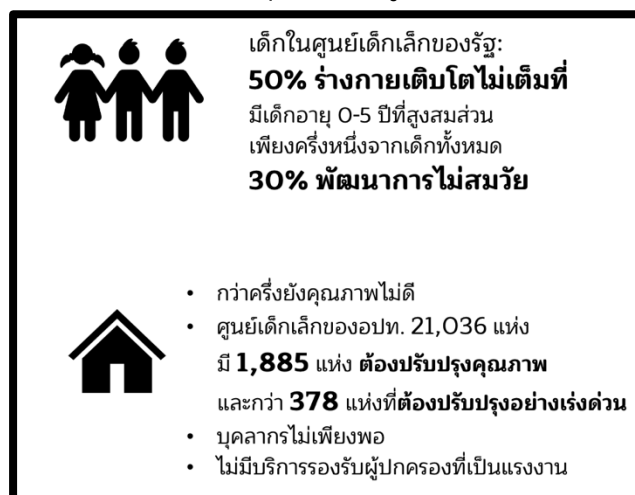 เด็กในศูนย์เด็กเล็กของรัฐ:
50% ร่างกายเติบโตไม่เต็มที่
มีเด็กอายุ 0-5 ปีที่สูงสมส่วน
เพียงครึ่งหนึ่งจากเด็กทั้งหมด
30% พัฒนาการไม่สมวัย
• กว่าครึ่งยังคุณภาพไม่ดี
• ศูนย์เด็กเล็กของอปท. 21,036 แห่ง
มี 1,885 แห่ง ต้องปรับปรุงคุณภาพ
และกว่า 378 แห่งที่ต้องปรับปรุงอย่างเร่งด่วน
• บุคลากรไม่เพียงพอ
• ไม่มีบริการรองรับผู้ปกครองที่เป็นแรงงาน